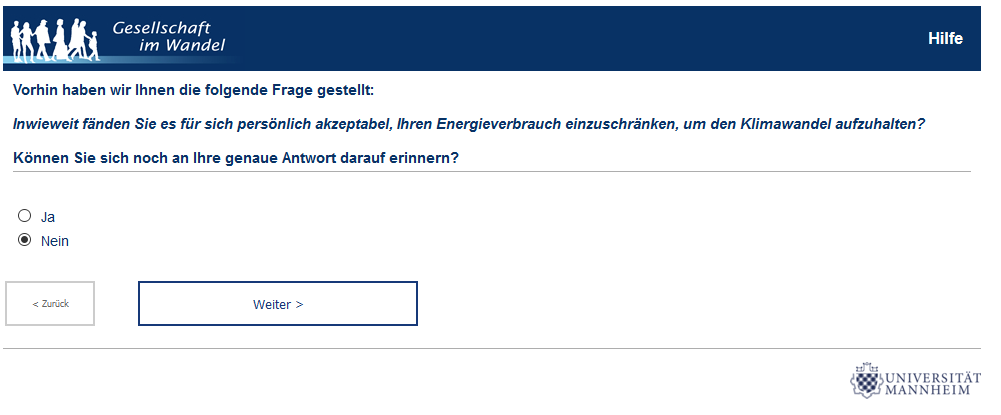 Gesellschaft
im Wandel
Hilfe
Vorhin haben wir Ihnen die folgende Frage gestellt:
Inwieweit fänden Sie es für sich persönlich akzeptabel, Ihren Energieverbrauch einzuschränken, um den Klimawandel aufzuhalten?
Können Sie sich noch an Ihre genaue Antwort darauf erinnern?
Ja
Nein
< Zurück
Weiter >
UNIVERSITÄT
MANNHEIM